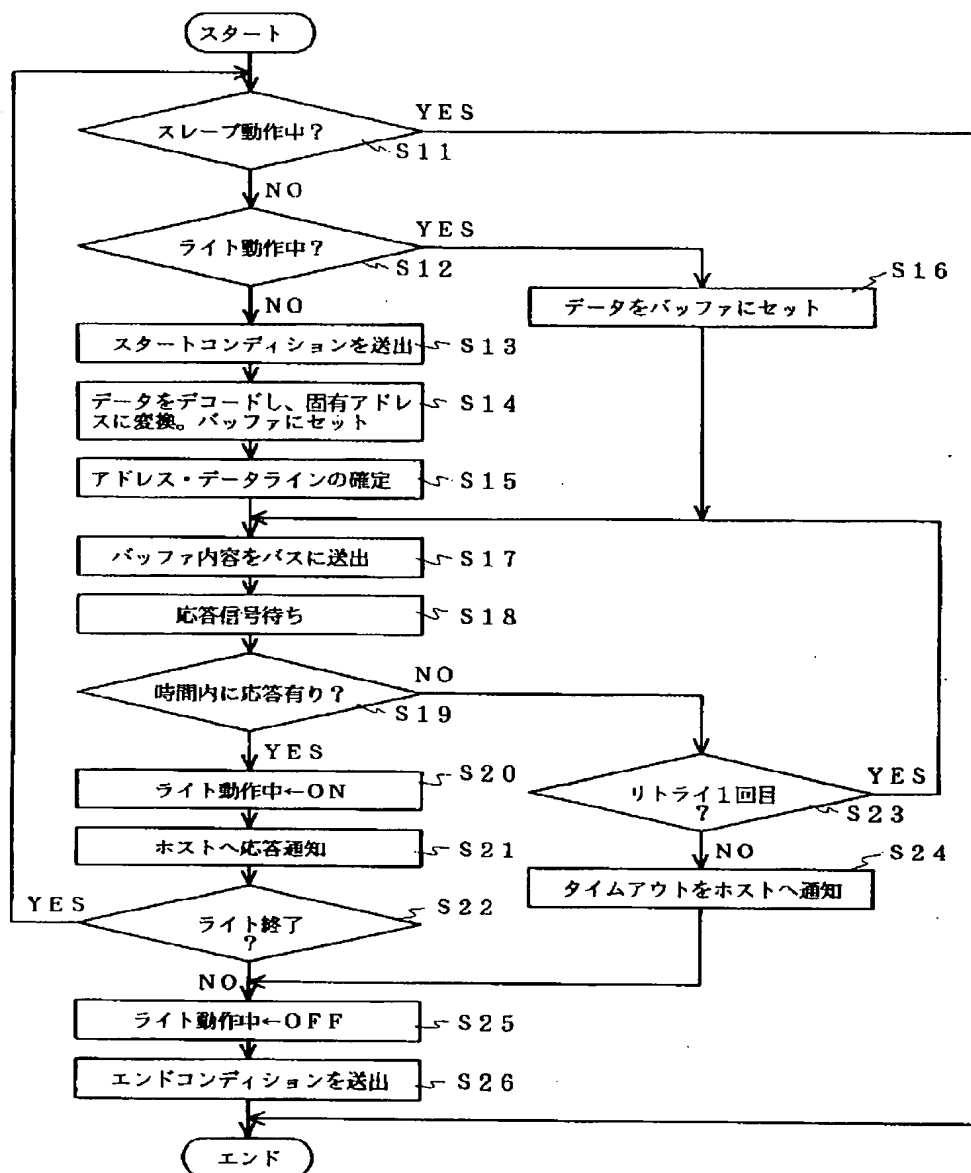 スタート
YES
スレーブ動作中?
S11
NO
YES
ライト動作中?
S12
S16
データをバッファにセット
NO
スタートコンディションを送出
S13
データをデコードし、固有アドレ
スに変換。バッファにセット
S14
アドレス・データラインの確定
S15
バッファ内容をバスに送出
S17
応答信号待ち
S18
NO
時間内に応答有り?
S19
YES
S20
ライト動作中←ON
YES
リトライ1回目
?
S23
ホストへ応答通知
S21
NO
S24
タイムアウトをホストへ通知
YES
S22
ライト終了
?
NO
ライト動作中←OFF
S25
エンドコンディションを送出
S26
エンド